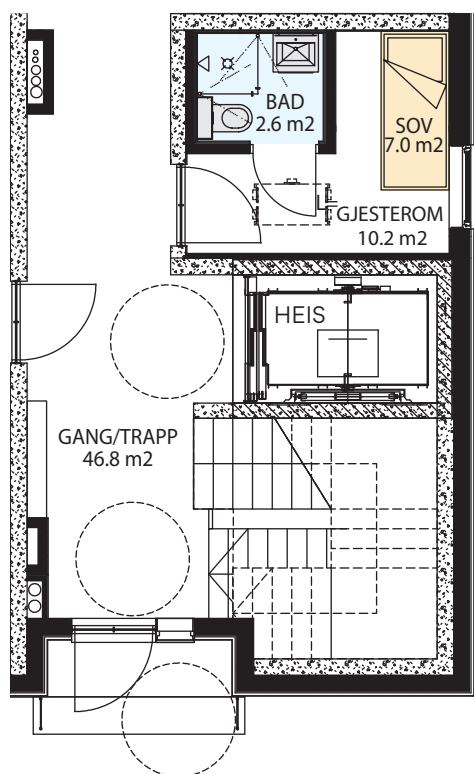 BAD
2.6 m2
SOV
7.0 m2
GJESTEROM
10.2 m2
HEIS
GANG/TRAPP
46.8 m2